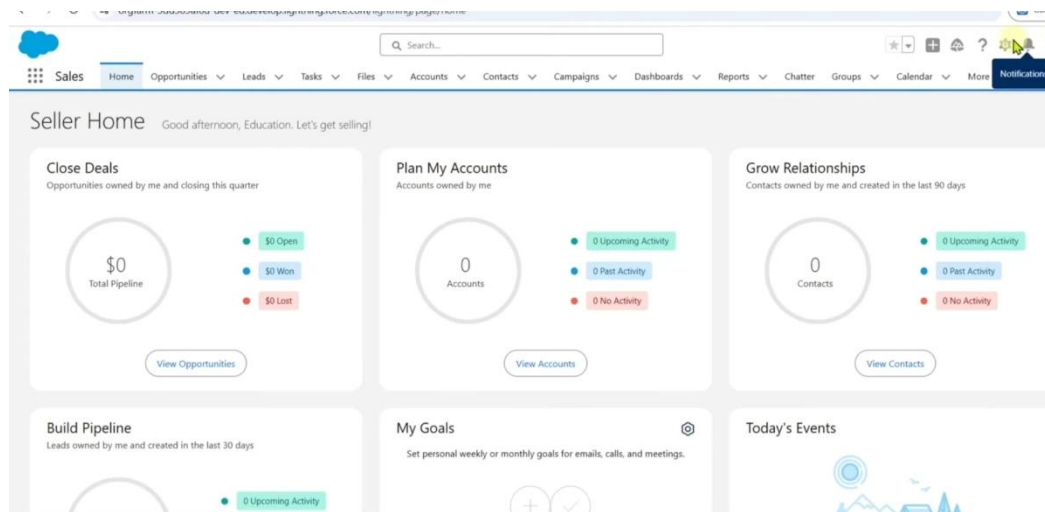 Search...
Sales Home Opportunities Leads Tasks Files Accounts Contacts Campaigns Dashboards Reports Chatter Groups Calendar More
Notifications
Seller Home Good afternoon, Education. Let's get selling!
Close Deals
Opportunities owned by me and closing this quarter
$0
Total Pipeline
$0 Open
$0 Won
$0 Lost
View Opportunities
Plan My Accounts
Accounts owned by me
0
Accounts
0 Upcoming Activity
0 Past Activity
0 No Activity
View Accounts
Grow Relationships
Contacts owned by me and created in the last 90 days
0
Contacts
0 Upcoming Activity
0 Past Activity
0 No Activity
View Contacts
Build Pipeline
Leads owned by me and created in the last 30 days
0 Upcoming Activity
My Goals
Set personal weekly or monthly goals for emails, calls, and meetings.
Today's Events